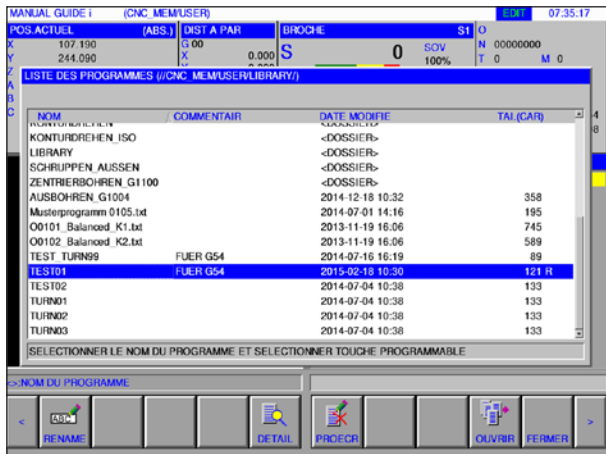 MANUAL GUIDE i (CNC_MEM/USER) EDIT 07:35:17
POS.ACTUEL (ABS.) DIST A PAR BROCHE S1 O
X 107.190 G 00 S 0 SOV N 00000000
Y 244.090 X 0.000 100% T 0 M 0
Z
LISTE DES PROGRAMMES (//CNC_MEM/USER/LIBRARY/)
A
B
C
NOM COMMENTAIR DATE MODIFIE TAL(CAR)
KONTURDREHEN <DOSSIER>
KONTURDREHEN_ISO <DOSSIER>
LIBRARY <DOSSIER>
SCHRUPPEN_AUSSEN <DOSSIER>
ZENTRIERBOHREN_G1100 <DOSSIER>
AUSBOHREN_G1004 2014-12-18 10:32 358
Musterprogramm 0105.txt 2014-07-01 14:16 195
O0101_Balanced_K1.txt 2013-11-19 16:06 745
O0102_Balanced_K2.txt 2013-11-19 16:06 589
TEST_TURN99 FUER G54 2014-07-16 16:19 89
TEST01 FUER G54 2015-02-18 10:30 121 R
TEST02 2014-07-04 10:38 133
TURN01 2014-07-04 10:38 133
TURN02 2014-07-04 10:38 133
TURN03 2014-07-04 10:38 133
SELECTIONNER LE NOM DU PROGRAMME ET SELECTIONNER TOUCHE PROGRAMMABLE
<>:NOM DU PROGRAMME
< RENAME DETAIL PROECR OUVRIR FERMER >